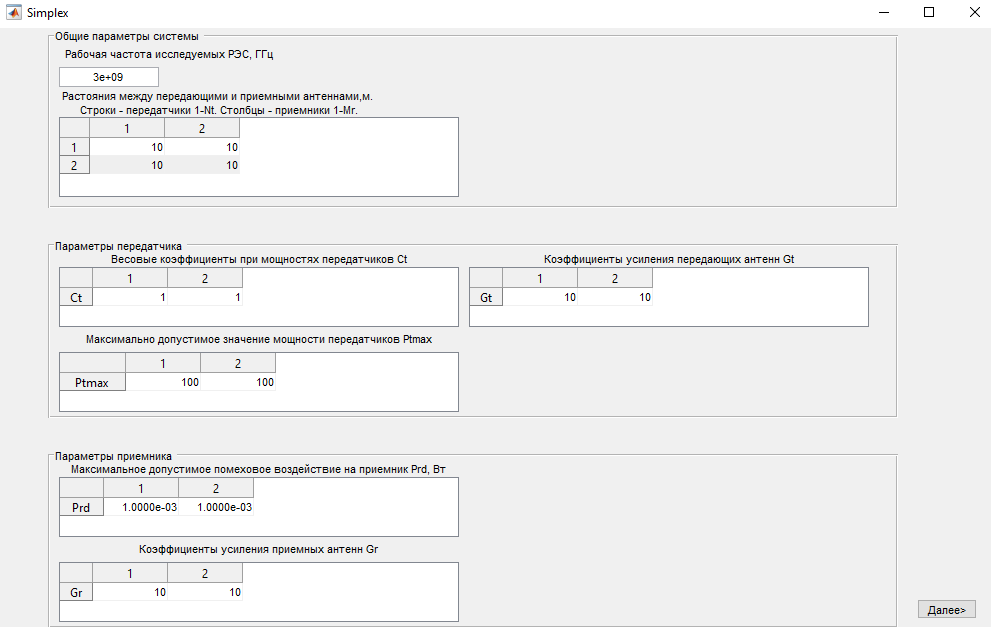 Simplex
Общие параметры системы
Рабочая частота исследуемых РЭС, ГГц
3e+09
Растояния между передающими и приемными антеннами,м.
Строки - передатчики 1-Nt. Столбцы - приемники 1-Mr.
1 2
1 10 10
2 10 10
Параметры передатчика
Весовые коэффициенты при мощностях передатчиков Ct
1 2
Ct 1 1
Коэффициенты усиления передающих антенн Gt
1 2
Gt 10 10
Максимально допустимое значение мощности передатчиков Ptmax
1 2
Ptmax 100 100
Параметры приемника
Максимальное допустимое помеховое воздействие на приемник Prd, Вт
1 2
Prd 1.0000e-03 1.0000e-03
Коэффициенты усиления приемных антенн Gr
1 2
Gr 10 10
Далее>